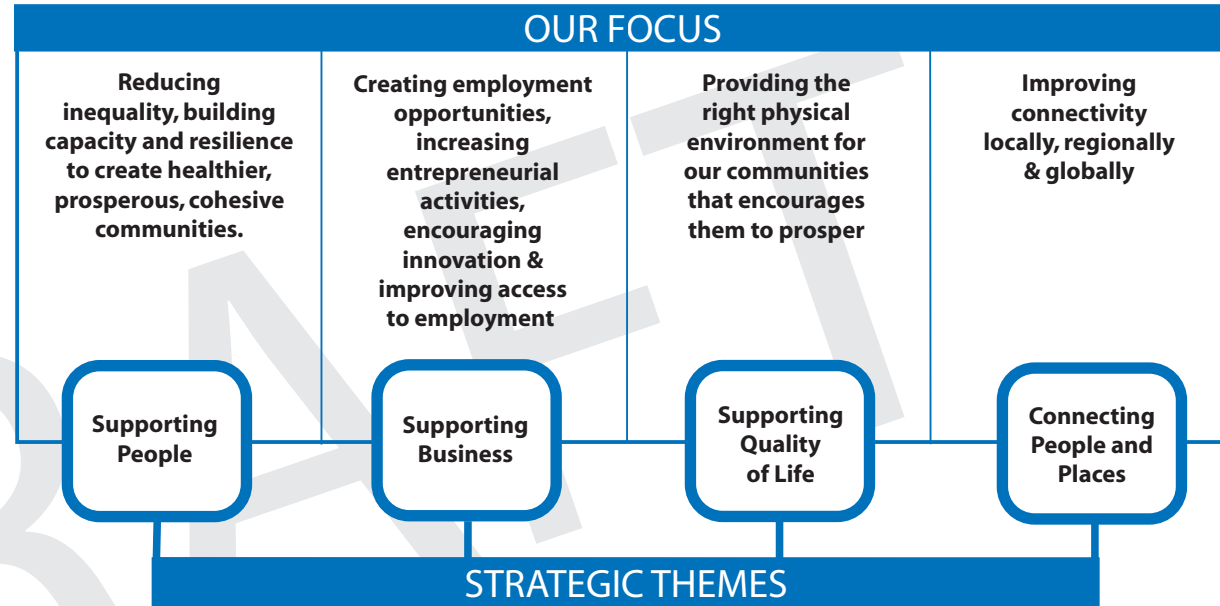 OUR FOCUS
Reducing
inequality, building
capacity and resilience
to create healthier,
prosperous, cohesive
communities.
Creating employment
opportunities,
increasing
entrepreneurial
activities,
encouraging
innovation &
improving access
to employment
Providing the
right physical
environment for
our communities
that encourages
them to prosper
Improving
connectivity
locally, regionally
& globally
Supporting
People
Supporting
Business
Supporting
Quality
of Life
Connecting
People and
Places
STRATEGIC THEMES
RAFT